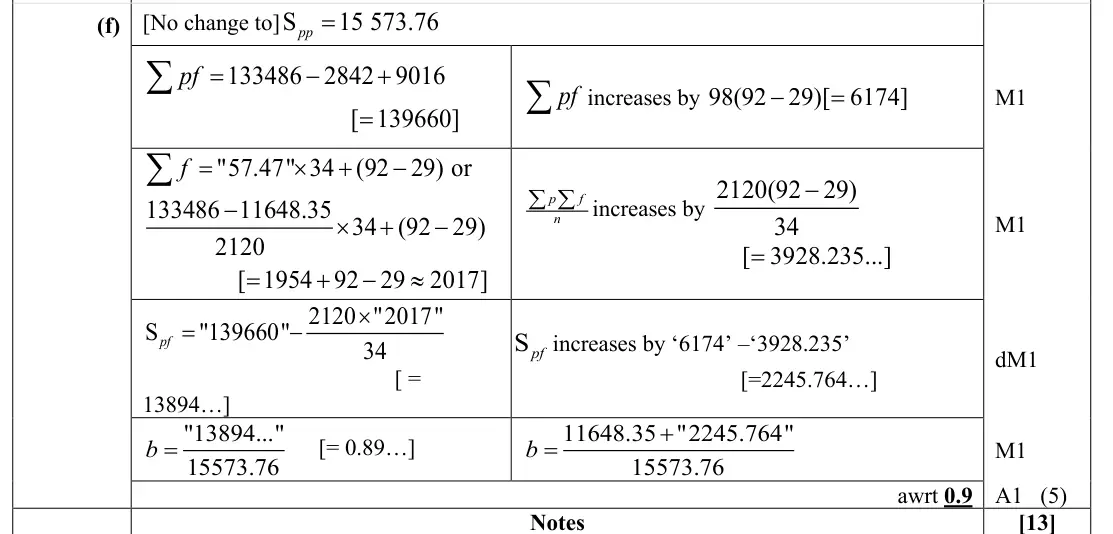 (f) [No change to] S_pp = 15 573.76
∑ pf = 133486 − 2842 + 9016
[= 139660]
∑ pf increases by 98(92 − 29)[= 6174]
M1
∑ f = "57.47"×34 + (92 − 29) or
(133486 − 11648.35)/2120 ×34 + (92 − 29)
[= 1954 + 92 − 29 ≈ 2017]
(∑ p ∑ f)/n increases by 2120(92 − 29)/34
[= 3928.235...]
M1
S_pf = "139660" − (2120 × "2017")/34
[ =
13894…]
S_pf increases by ‘6174’ –‘3928.235’
[=2245.764…]
dM1
b = "13894..."/15573.76 [= 0.89…]
b = (11648.35 + "2245.764")/15573.76
M1
awrt 0.9 A1 (5)
Notes [13]